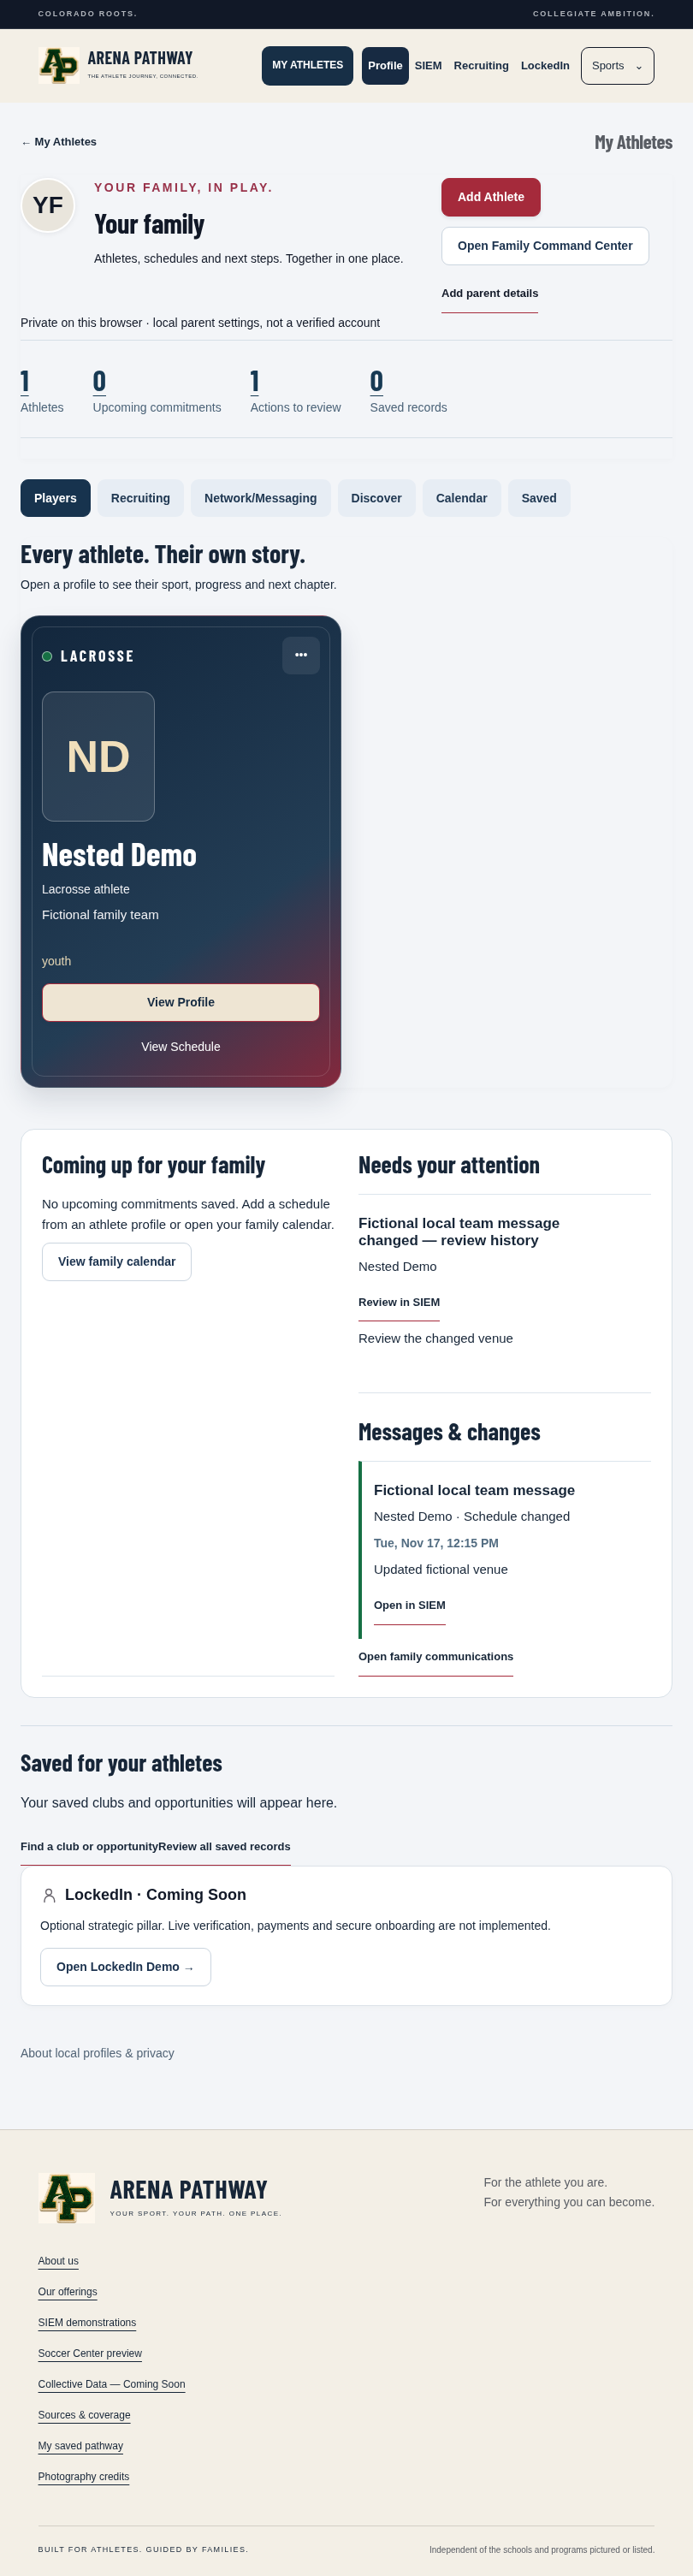 COLORADO ROOTS.
COLLEGIATE AMBITION.
AP
ARENA PATHWAY
THE ATHLETE JOURNEY, CONNECTED.
MY ATHLETES
Profile
SIEM
Recruiting
LockedIn
Sports
← My Athletes
My Athletes
YF
YOUR FAMILY, IN PLAY.
Your family
Athletes, schedules and next steps. Together in one place.
Add Athlete
Open Family Command Center
Add parent details
Private on this browser · local parent settings, not a verified account
1
Athletes
0
Upcoming commitments
1
Actions to review
0
Saved records
Players
Recruiting
Network/Messaging
Discover
Calendar
Saved
Every athlete. Their own story.
Open a profile to see their sport, progress and next chapter.
LACROSSE
•••
ND
Nested Demo
Lacrosse athlete
Fictional family team
youth
View Profile
View Schedule
Coming up for your family
No upcoming commitments saved. Add a schedule
from an athlete profile or open your family calendar.
View family calendar
Needs your attention
Fictional local team message
changed — review history
Nested Demo
Review in SIEM
Review the changed venue
Messages & changes
Fictional local team message
Nested Demo · Schedule changed
Tue, Nov 17, 12:15 PM
Updated fictional venue
Open in SIEM
Open family communications
Saved for your athletes
Your saved clubs and opportunities will appear here.
Find a club or opportunityReview all saved records
LockedIn · Coming Soon
Optional strategic pillar. Live verification, payments and secure onboarding are not implemented.
Open LockedIn Demo →
About local profiles & privacy
AP
ARENA PATHWAY
YOUR SPORT. YOUR PATH. ONE PLACE.
For the athlete you are.
For everything you can become.
About us
Our offerings
SIEM demonstrations
Soccer Center preview
Collective Data — Coming Soon
Sources & coverage
My saved pathway
Photography credits
BUILT FOR ATHLETES. GUIDED BY FAMILIES.
Independent of the schools and programs pictured or listed.